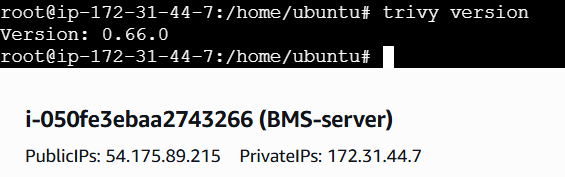 root@ip-172-31-44-7:/home/ubuntu# trivy version
Version: 0.66.0
root@ip-172-31-44-7:/home/ubuntu#
i-050fe3ebaa2743266 (BMS-server)
PublicIPs: 54.175.89.215 PrivateIPs: 172.31.44.7